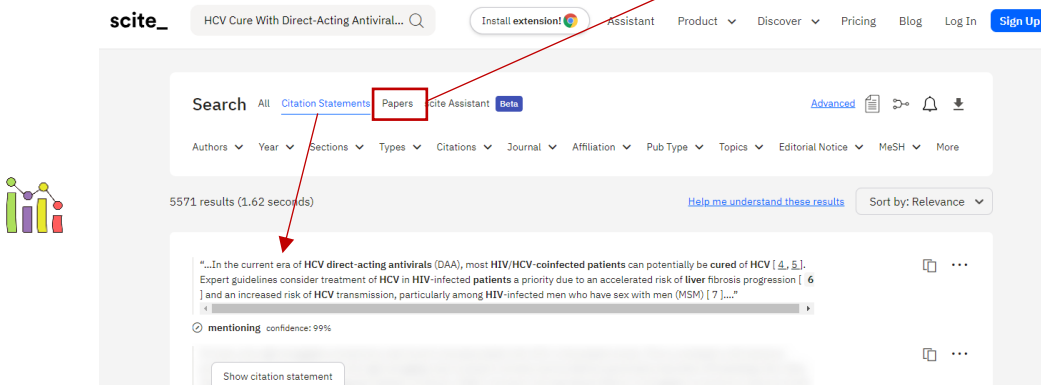 scite_ HCV Cure With Direct-Acting Antiviral... Install extension! Assistant Product Discover Pricing Blog Log In Sign Up
Search All Citation Statements Papers scite Assistant Beta Advanced
Authors Year Sections Types Citations Journal Affiliation Pub Type Topics Editorial Notice MeSH More
5571 results (1.62 seconds) Help me understand these results Sort by: Relevance
“...In the current era of HCV direct-acting antivirals (DAA), most HIV/HCV-coinfected patients can potentially be cured of HCV [ 4 , 5 ].
Expert guidelines consider treatment of HCV in HIV-infected patients a priority due to an accelerated risk of liver fibrosis progression [ 6
] and an increased risk of HCV transmission, particularly among HIV-infected men who have sex with men (MSM) [ 7 ]....”
mentioning confidence: 99%
Show citation statement